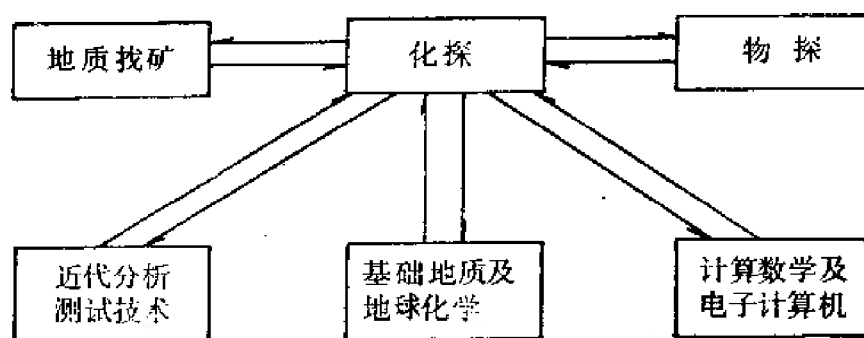 地质找矿
化探
物探
近代分析
测试技术
基础地质及
地球化学
计算数学及
电子计算机